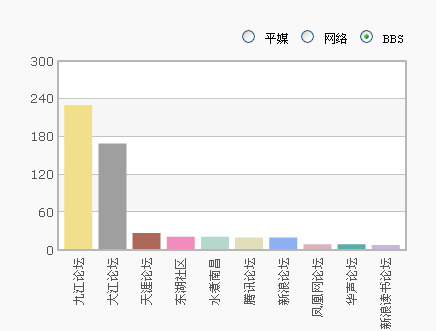 平媒 网络 BBS
300
240
180
120
60
0
九江论坛
大江论坛
天涯论坛
东湖社区
水煮南昌
腾讯论坛
新浪论坛
凤凰网论坛
华声论坛
新浪读书论坛